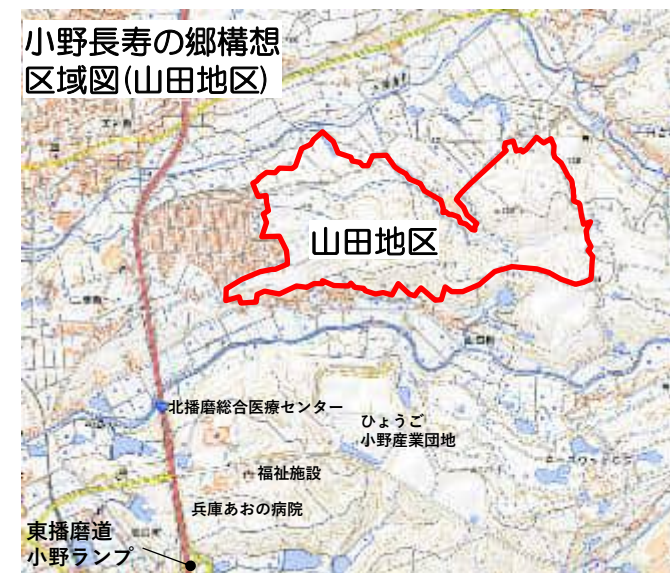 小野長寿の郷構想
区域図(山田地区)
山田地区
北播磨総合医療センター
ひょうご
小野産業団地
福祉施設
兵庫あおの病院
東播磨道
小野ランプ